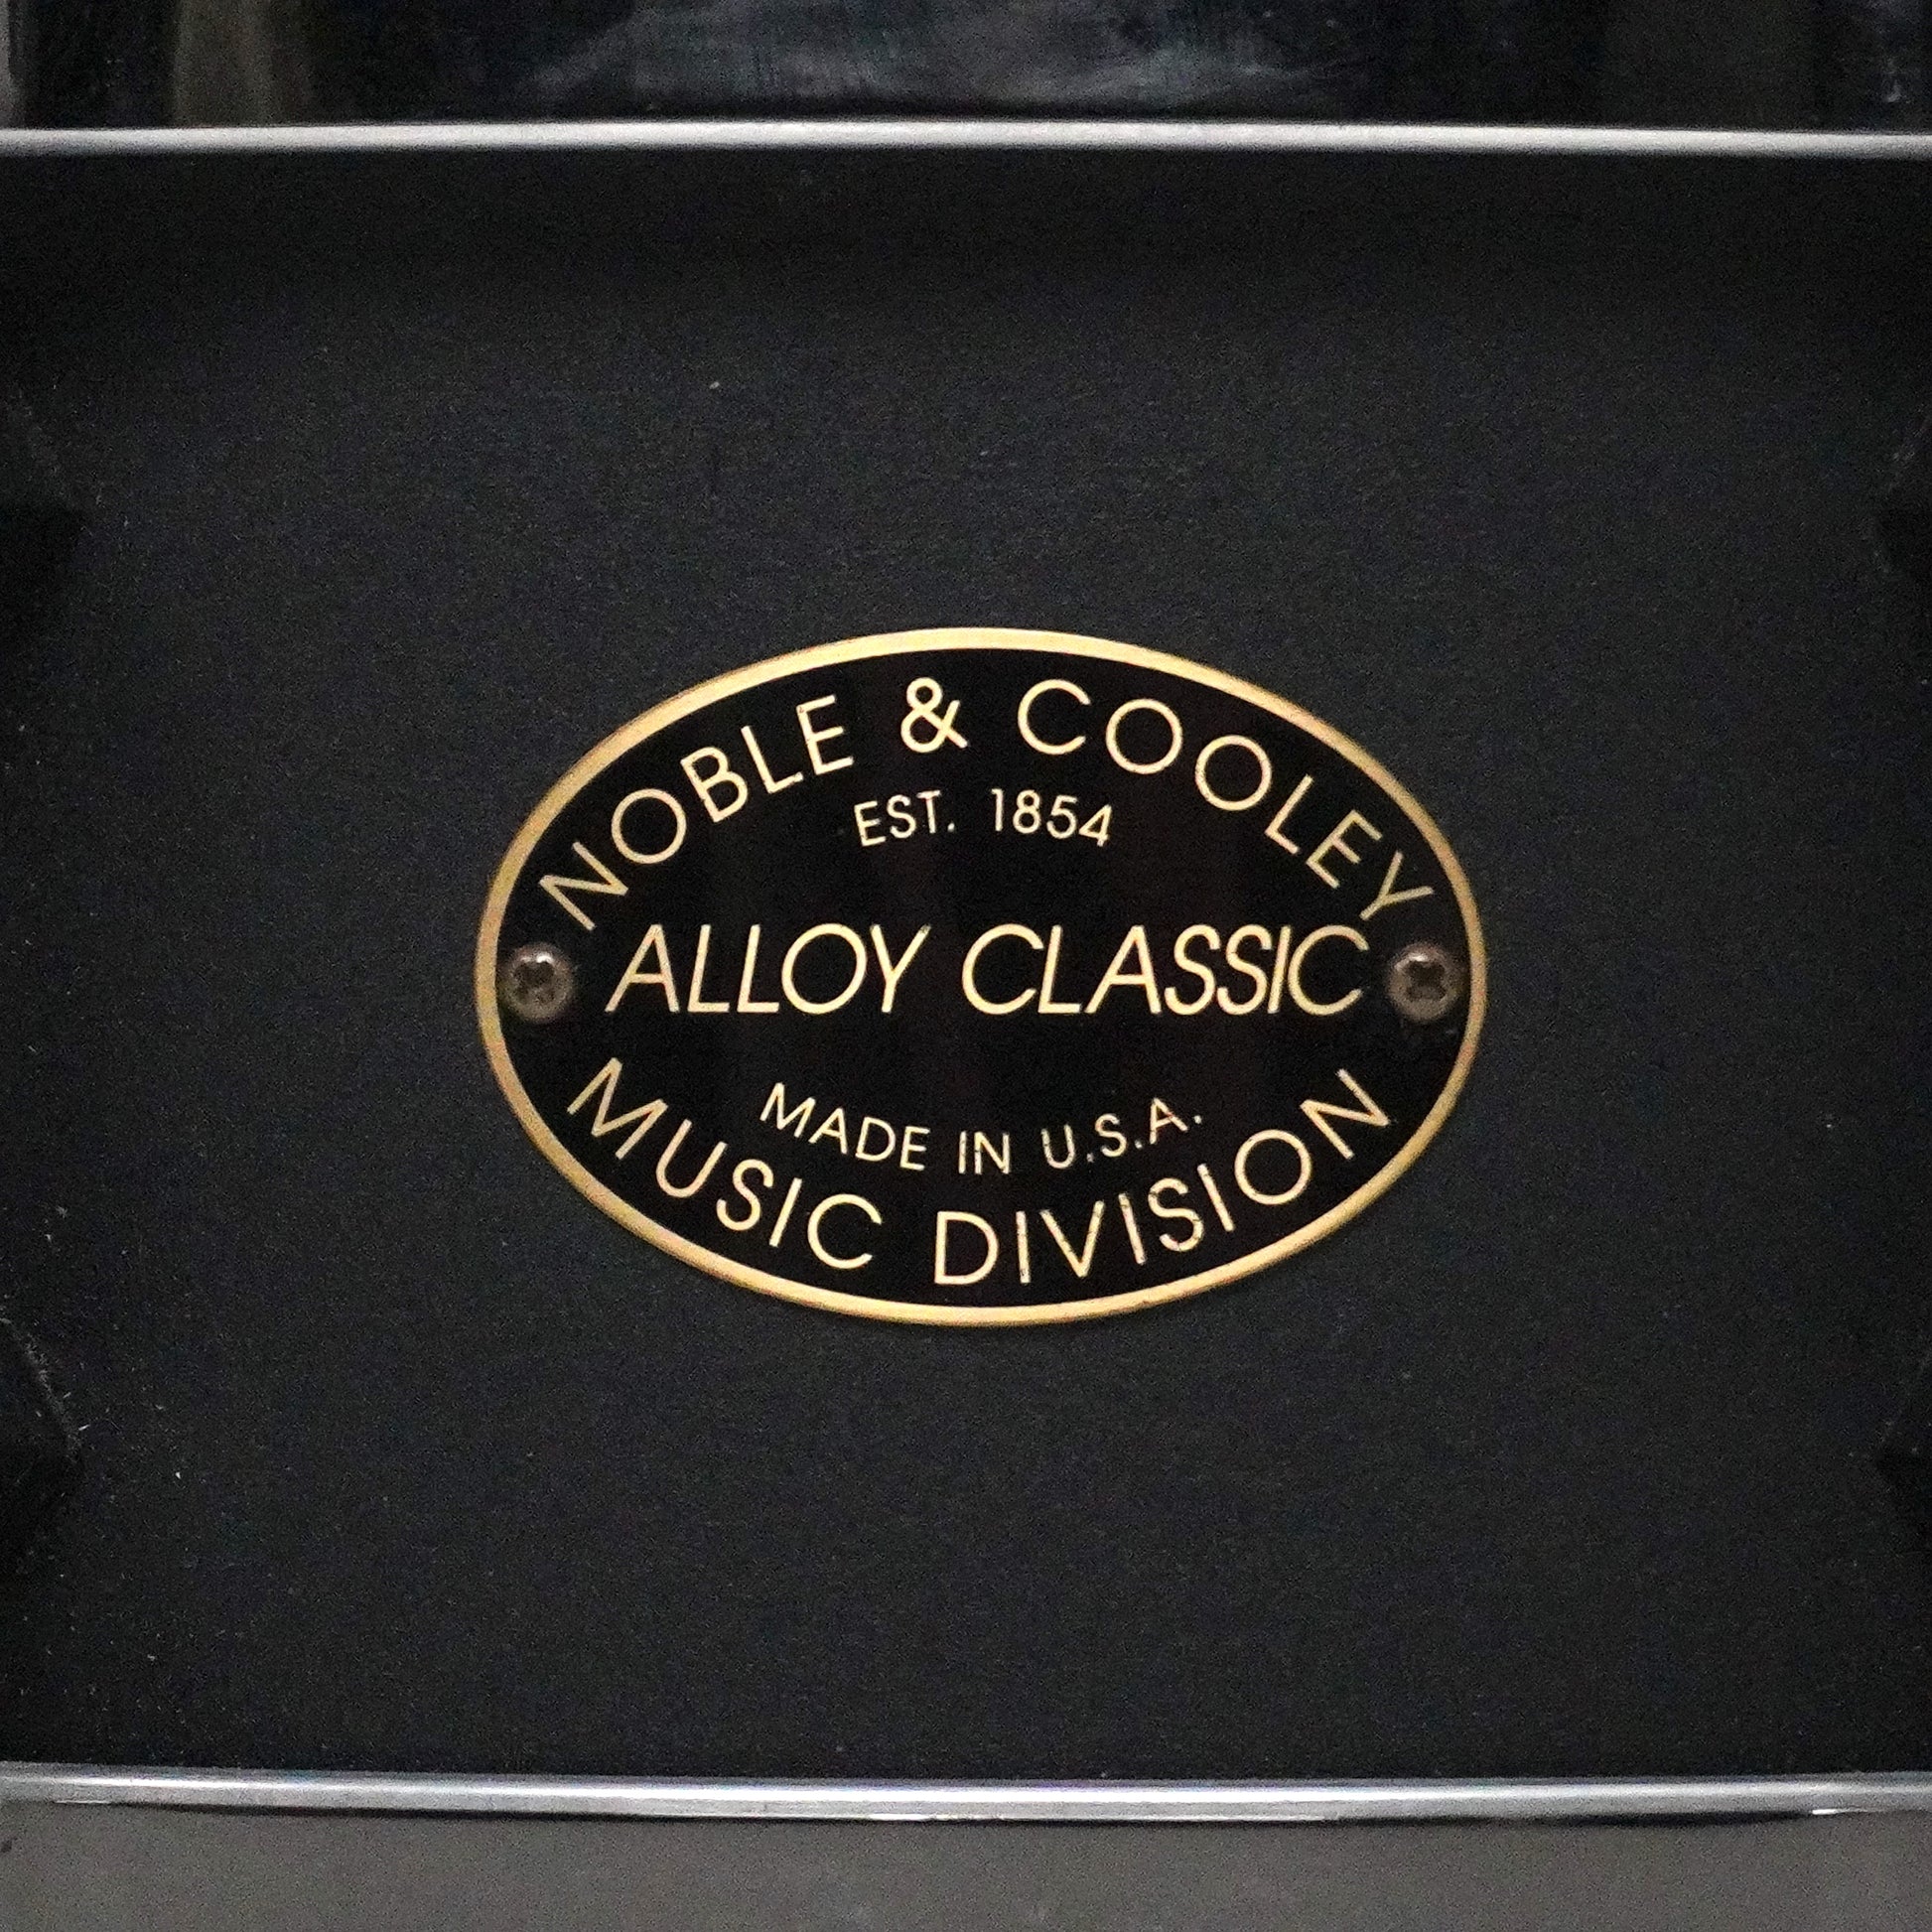 NOBLE & COOLEY
EST. 1854
ALLOY CLASSIC
MADE IN U.S.A.
MUSIC DIVISION